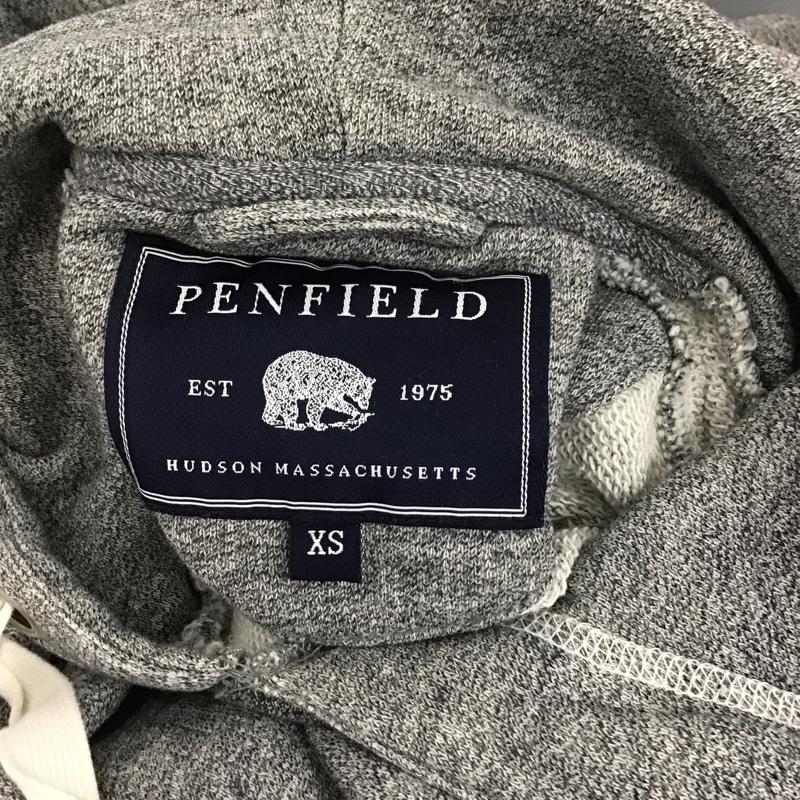 PENFIELD
EST 1975
HUDSON MASSACHUSETTS
XS